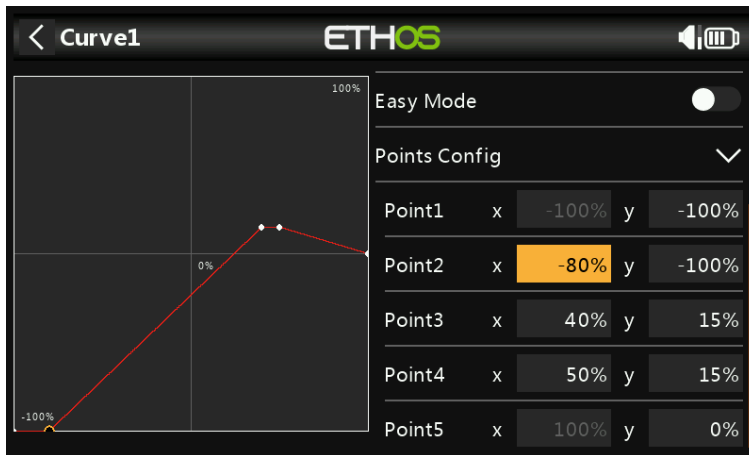 Curve1
ETHOS
100%
0%
-100%
Easy Mode
Points Config
Point1 x -100% y -100%
Point2 x -80% y -100%
Point3 x 40% y 15%
Point4 x 50% y 15%
Point5 x 100% y 0%